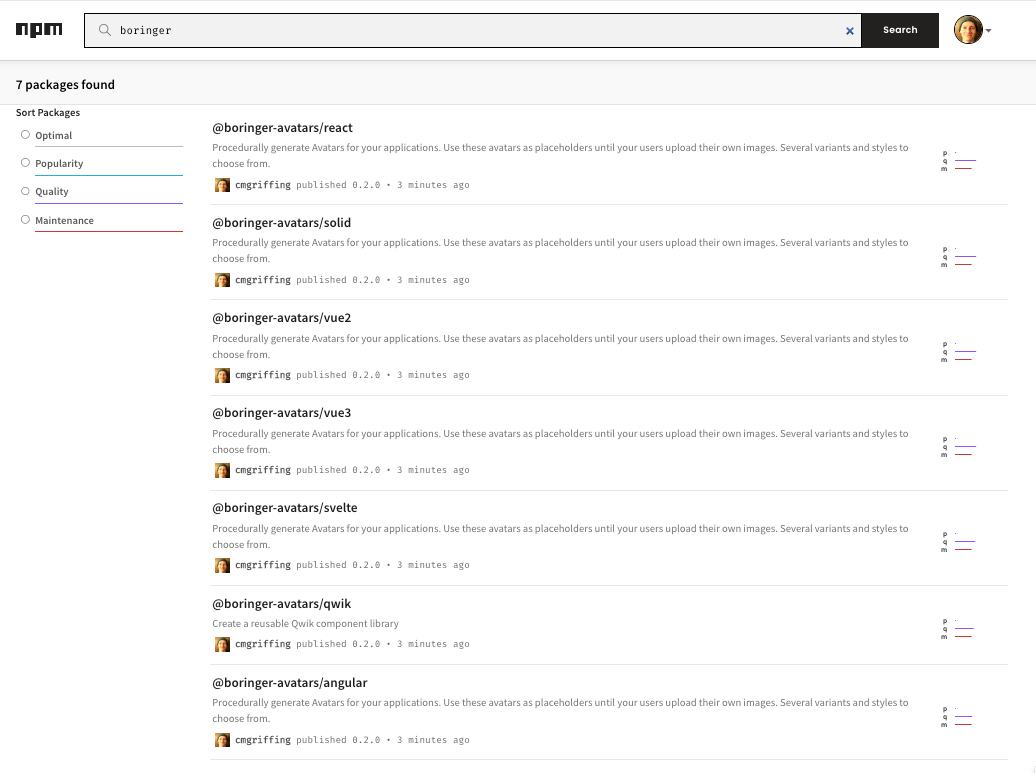 npm
boringer
Search
7 packages found
Sort Packages
Optimal
Popularity
Quality
Maintenance
@boringer-avatars/react
Procedurally generate Avatars for your applications. Use these avatars as placeholders until your users upload their own images. Several variants and styles to
choose from.
cmgriffing published 0.2.0 • 3 minutes ago
p
q
m
@boringer-avatars/solid
Procedurally generate Avatars for your applications. Use these avatars as placeholders until your users upload their own images. Several variants and styles to
choose from.
cmgriffing published 0.2.0 • 3 minutes ago
p
q
m
@boringer-avatars/vue2
Procedurally generate Avatars for your applications. Use these avatars as placeholders until your users upload their own images. Several variants and styles to
choose from.
cmgriffing published 0.2.0 • 3 minutes ago
p
q
m
@boringer-avatars/vue3
Procedurally generate Avatars for your applications. Use these avatars as placeholders until your users upload their own images. Several variants and styles to
choose from.
cmgriffing published 0.2.0 • 3 minutes ago
p
q
m
@boringer-avatars/svelte
Procedurally generate Avatars for your applications. Use these avatars as placeholders until your users upload their own images. Several variants and styles to
choose from.
cmgriffing published 0.2.0 • 3 minutes ago
p
q
m
@boringer-avatars/qwik
Create a reusable Qwik component library
cmgriffing published 0.2.0 • 3 minutes ago
p
q
m
@boringer-avatars/angular
Procedurally generate Avatars for your applications. Use these avatars as placeholders until your users upload their own images. Several variants and styles to
choose from.
cmgriffing published 0.2.0 • 3 minutes ago
p
q
m